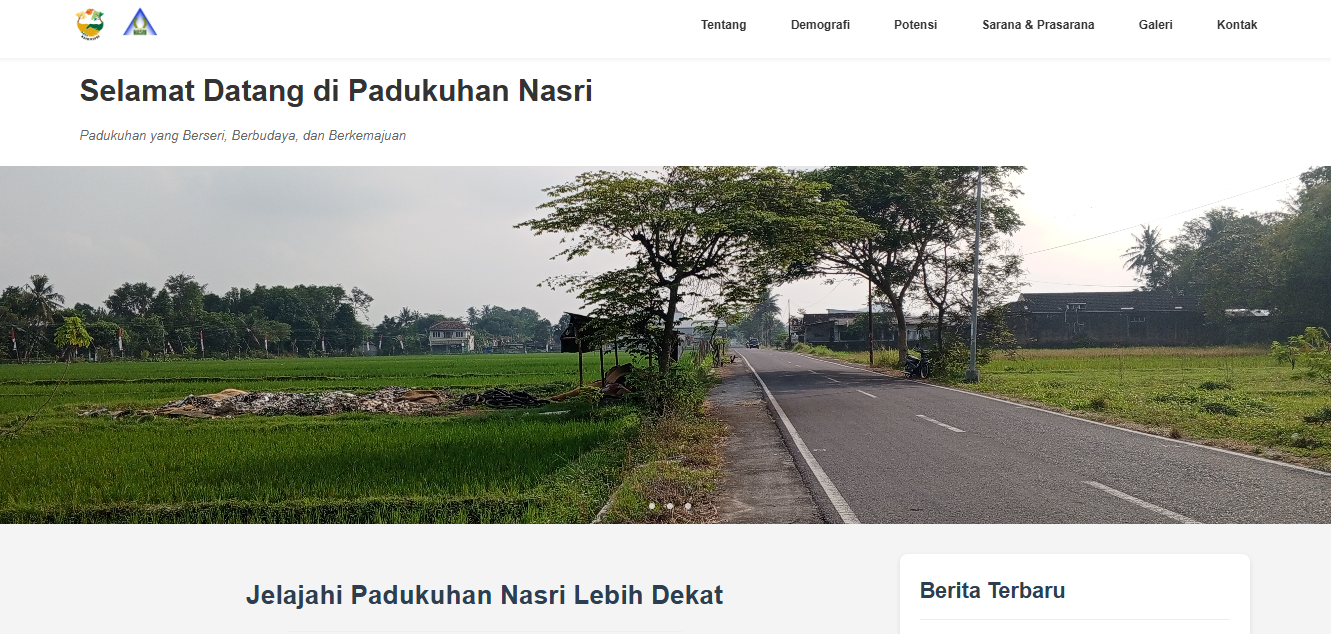 Tentang
Demografi
Potensi
Sarana & Prasarana
Galeri
Kontak
Selamat Datang di Padukuhan Nasri
Padukuhan yang Berseri, Berbudaya, dan Berkemajuan
Jelajahi Padukuhan Nasri Lebih Dekat
Berita Terbaru